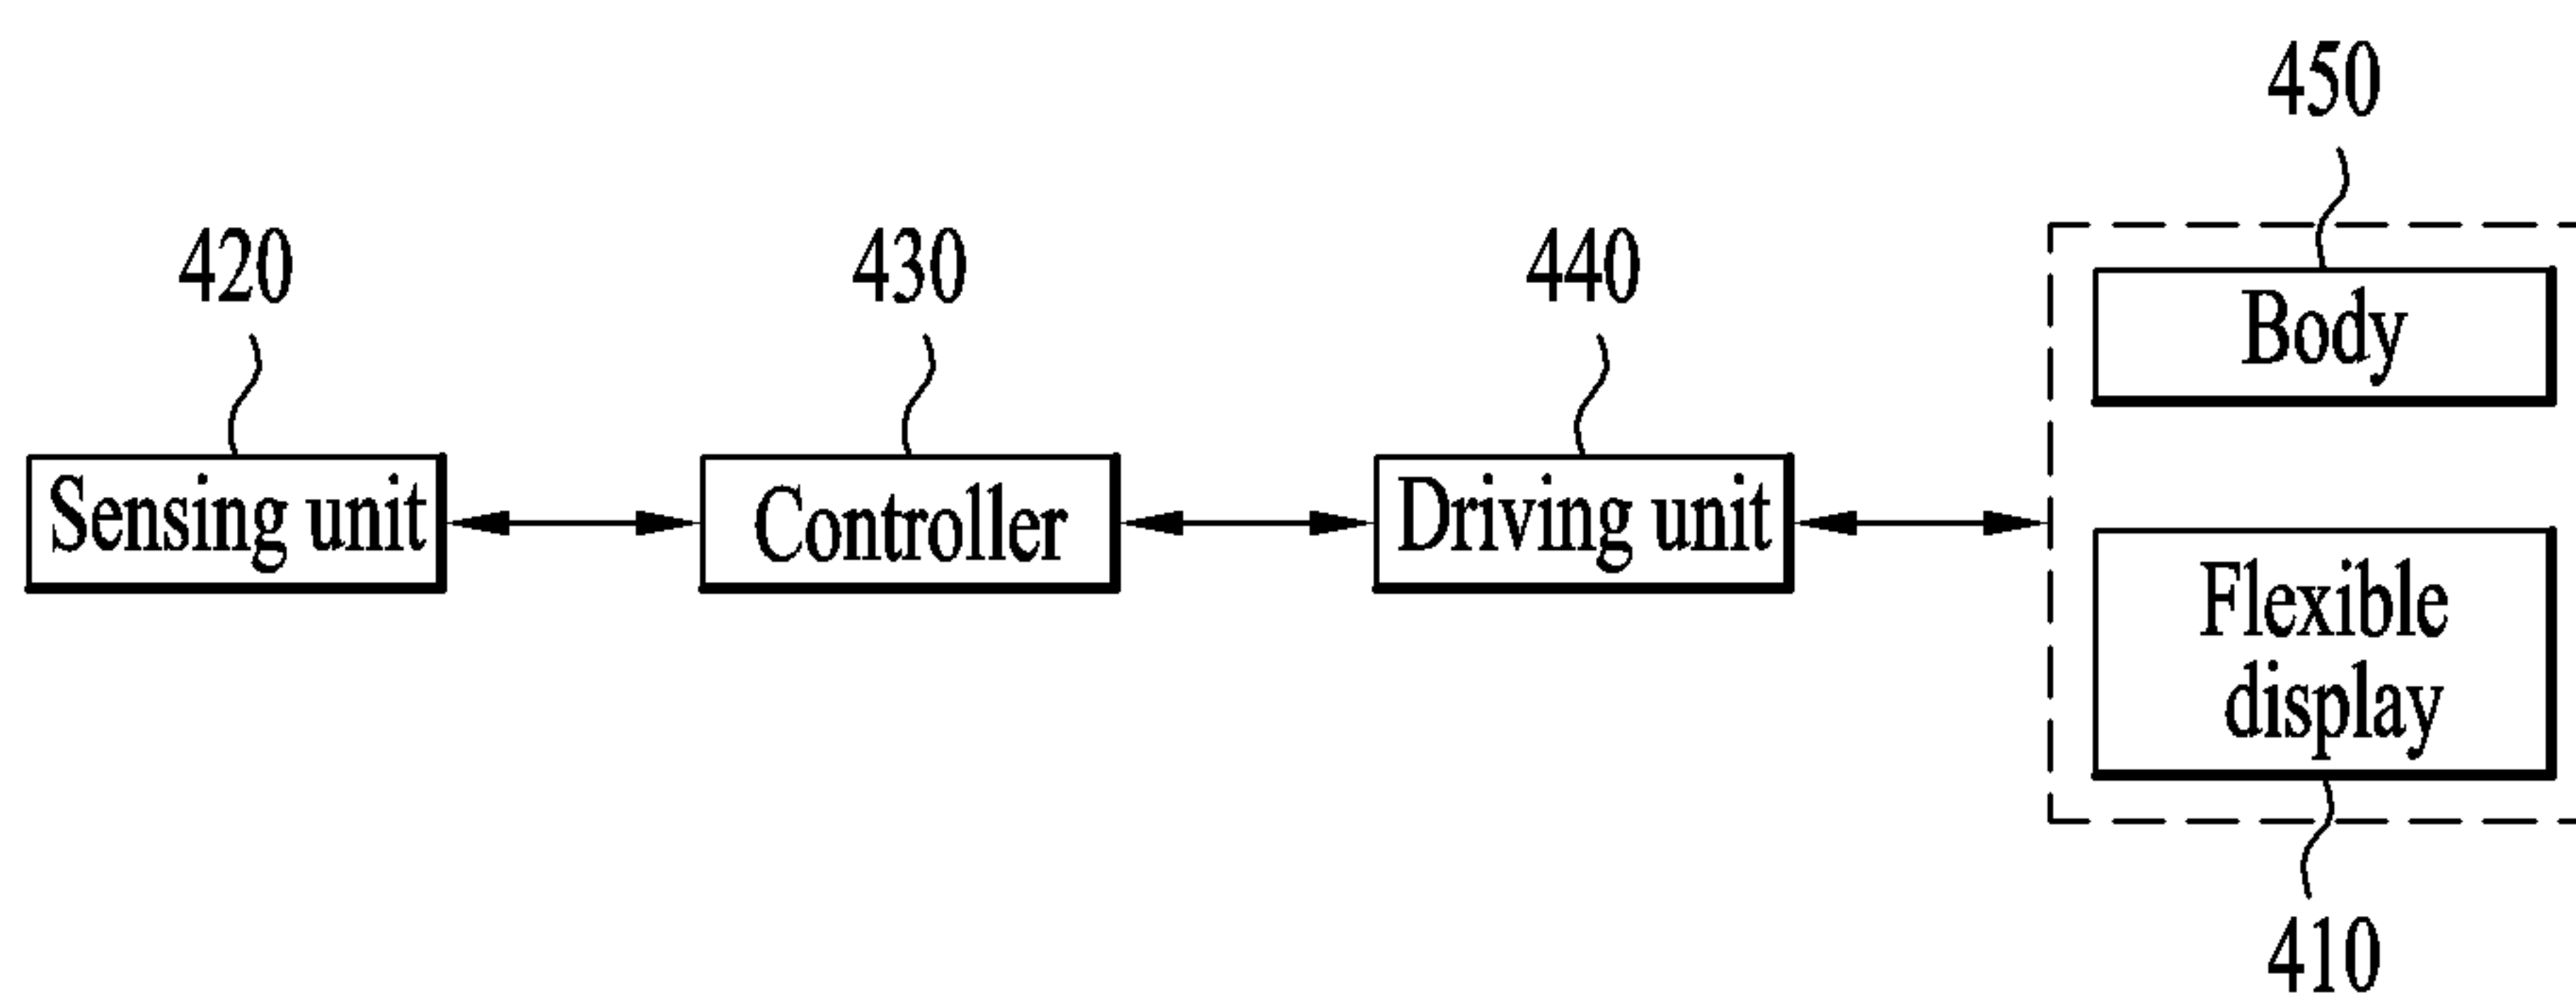 450
420
430
440
Body
Sensing unit
Controller
Driving unit
Flexible
display
410